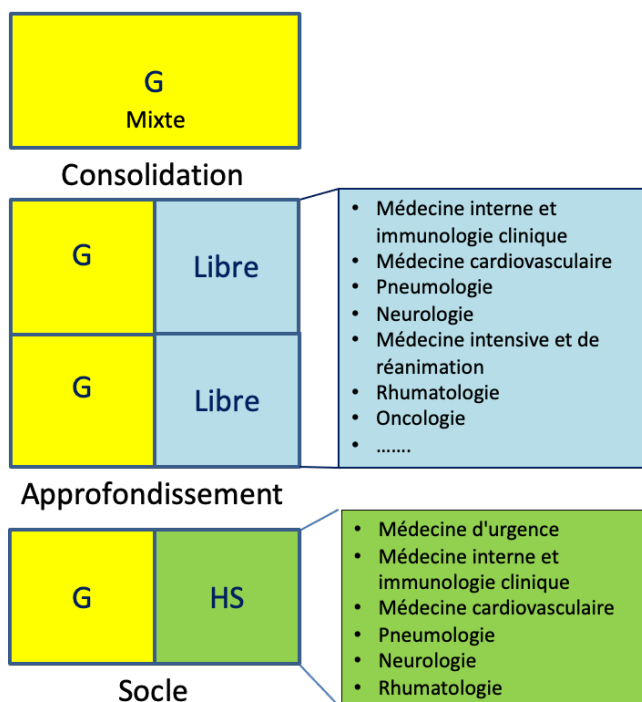 G
Mixte
Consolidation
G
Libre
G
Libre
• Médecine interne et
immunologie clinique
• Médecine cardiovasculaire
• Pneumologie
• Neurologie
• Médecine intensive et de
réanimation
• Rhumatologie
• Oncologie
• .......
Approfondissement
G
HS
• Médecine d'urgence
• Médecine interne et
immunologie clinique
• Médecine cardiovasculaire
• Pneumologie
• Neurologie
• Rhumatologie
Socle